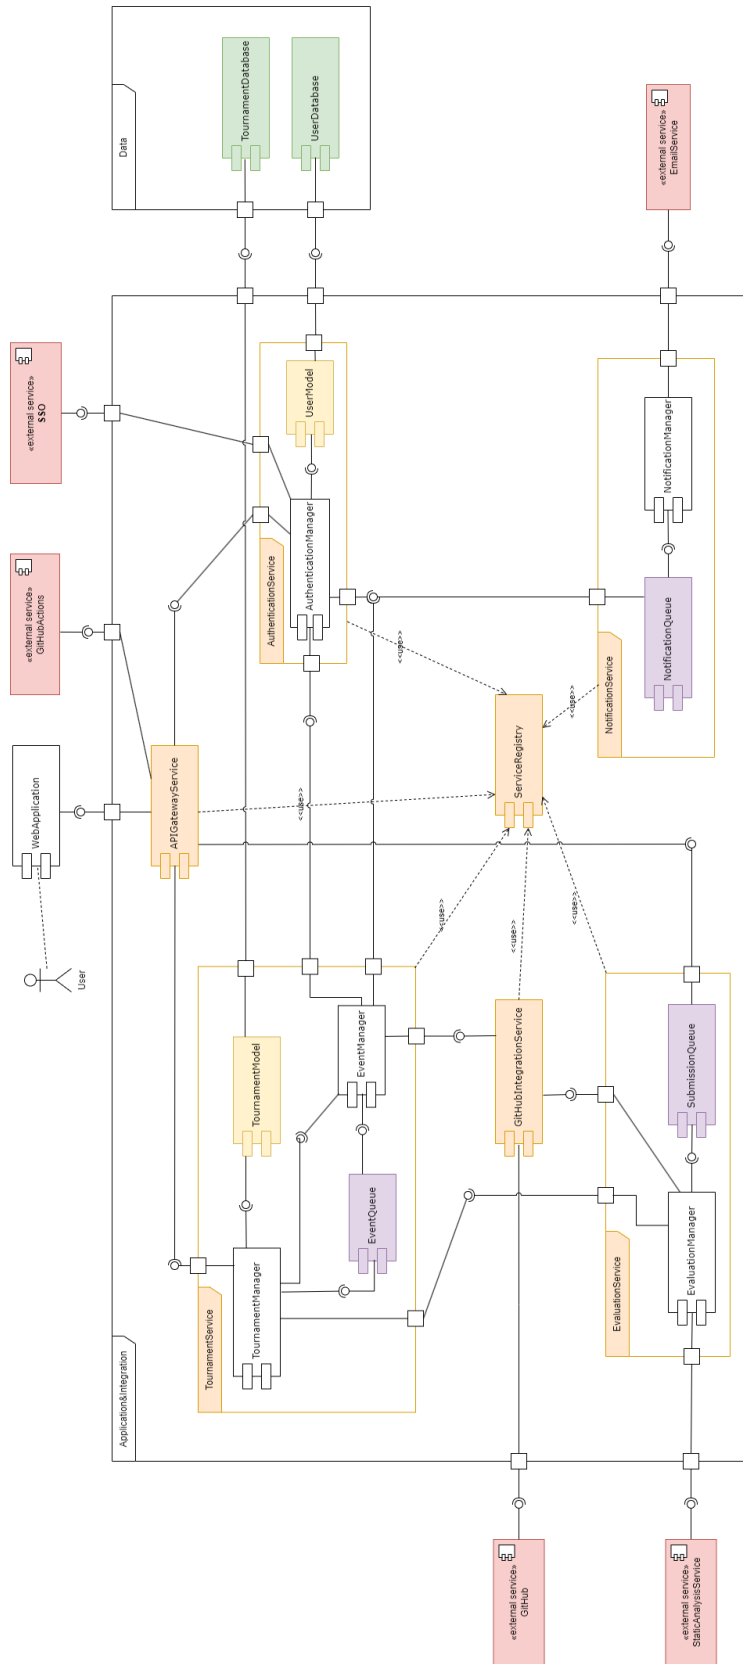 Data
TournamentDatabase
UserDatabase
«external service»
EmailService
«external service»
SSO
«external service»
GitHubActions
WebApplication
User
Application&Integration
APIGatewayService
AuthenticationService
AuthenticationManager
UserModel
NotificationService
NotificationManager
NotificationQueue
ServiceRegistry
<<use>>
<<use>>
<<use>>
<<use>>
<<use>>
<<use>>
TournamentService
TournamentManager
TournamentModel
EventManager
EventQueue
GitHubIntegrationService
EvaluationService
EvaluationManager
SubmissionQueue
«external service»
GitHub
«external service»
StaticAnalysisService